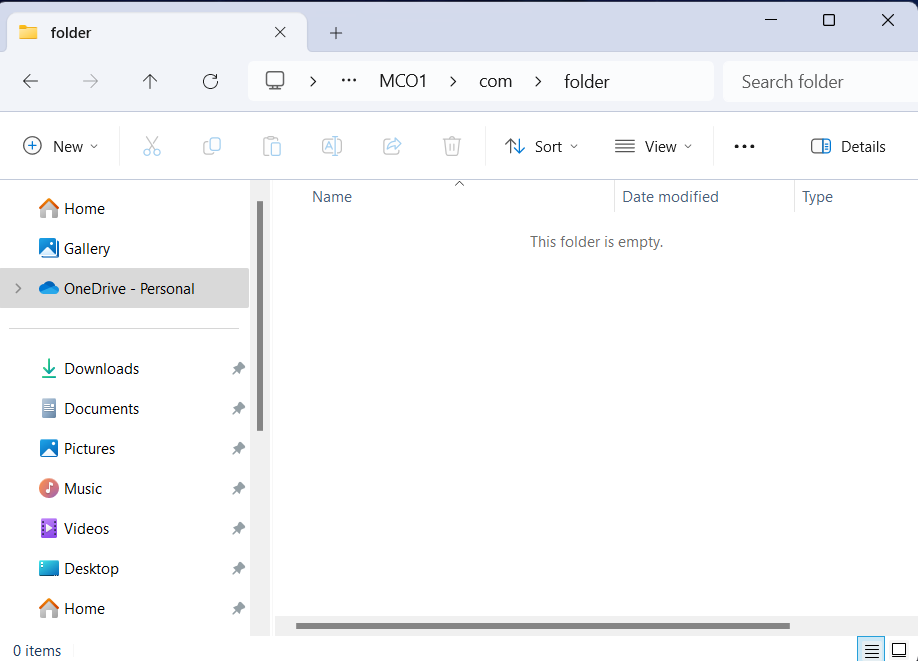 folder
MCO1 com folder
Search folder
New
Sort
View
Details
Name
Date modified
Type
This folder is empty.
Home
Gallery
OneDrive - Personal
Downloads
Documents
Pictures
Music
Videos
Desktop
Home
0 items